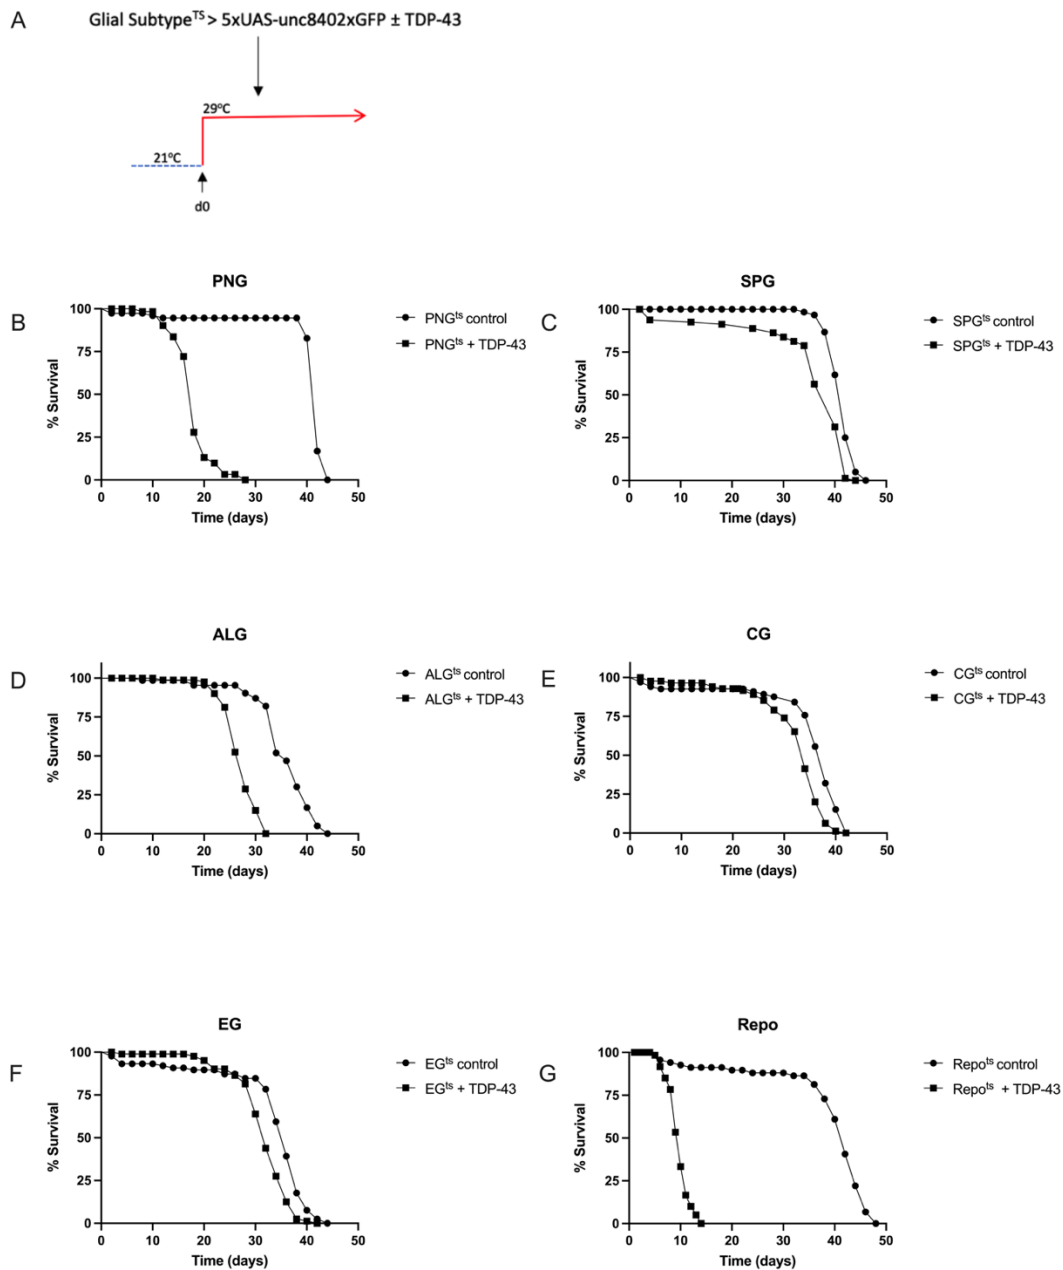 A
Glial Subtype^TS > 5xUAS-unc8402xGFP ± TDP-43
29°C
21°C
d0
PNG
B
% Survival
100
75
50
25
0
0 10 20 30 40 50
Time (days)
PNG^ts control
PNG^ts + TDP-43
SPG
C
% Survival
100
75
50
25
0
0 10 20 30 40 50
Time (days)
SPG^ts control
SPG^ts + TDP-43
ALG
D
% Survival
100
75
50
25
0
0 10 20 30 40 50
Time (days)
ALG^ts control
ALG^ts + TDP-43
CG
E
% Survival
100
75
50
25
0
0 10 20 30 40 50
Time (days)
CG^ts control
CG^ts + TDP-43
EG
F
% Survival
100
75
50
25
0
0 10 20 30 40 50
Time (days)
EG^ts control
EG^ts + TDP-43
Repo
G
% Survival
100
75
50
25
0
0 10 20 30 40 50
Time (days)
Repo^ts control
Repo^ts + TDP-43